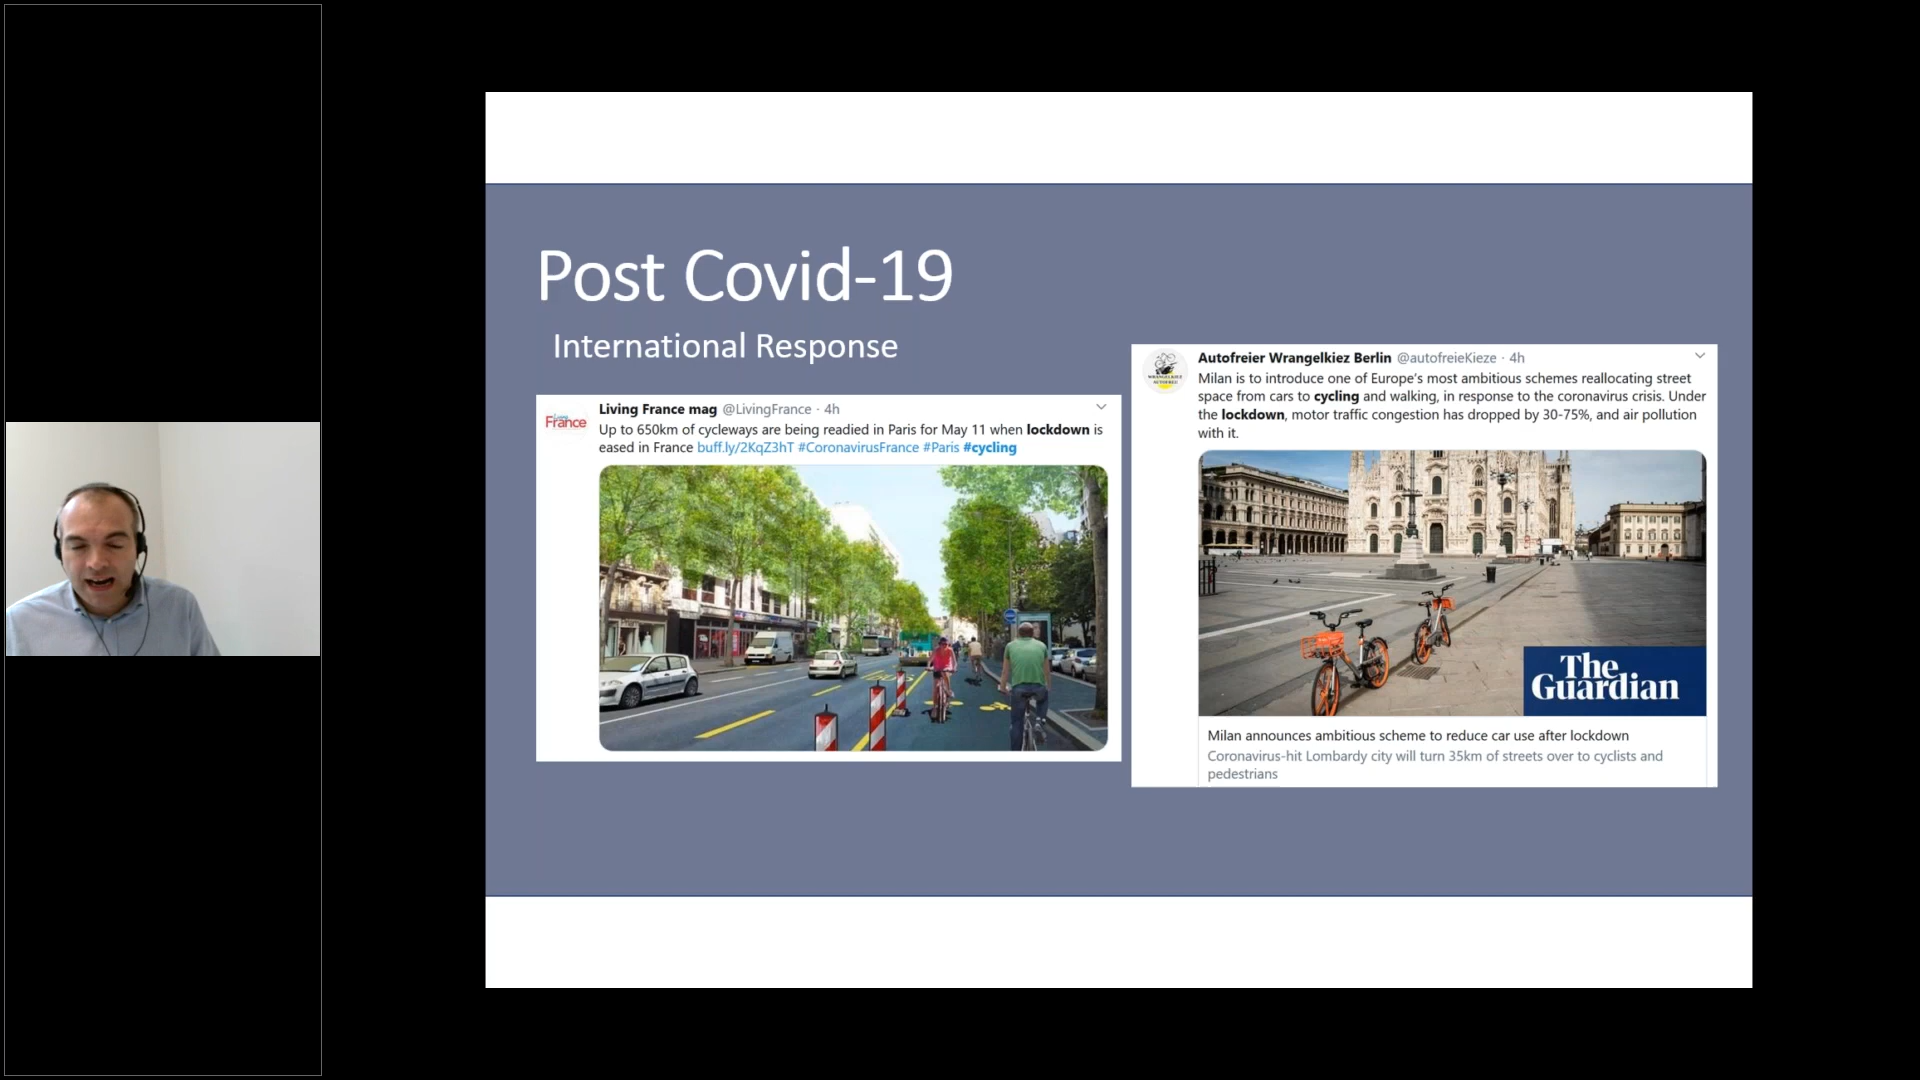 Post Covid-19
International Response
Living France mag @LivingFrance · 4h
Up to 650km of cycleways are being readied in Paris for May 11 when lockdown is
eased in France buff.ly/2KqZ3hT #CoronavirusFrance #Paris #cycling
Living
France
BUS
Autofreier Wrangelkiez Berlin @autofreieKieze · 4h
Milan is to introduce one of Europe's most ambitious schemes reallocating street
space from cars to cycling and walking, in response to the coronavirus crisis. Under
the lockdown, motor traffic congestion has dropped by 30-75%, and air pollution
with it.
WRANGELKIEZ
AUTOFREI
The
Guardian
Milan announces ambitious scheme to reduce car use after lockdown
Coronavirus-hit Lombardy city will turn 35km of streets over to cyclists and
pedestrians